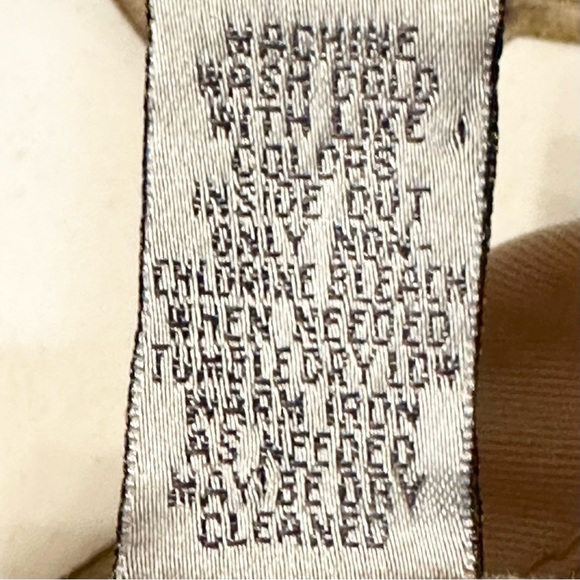 MACHINE
WASH COLD
WITH LIKE
COLORS
INSIDE OUT
ONLY NON-
CHLORINE BLEACH
WHEN NEEDED
TUMBLE DRY LOW
WARM IRON
AS NEEDED
MAY BE DRY
CLEANED